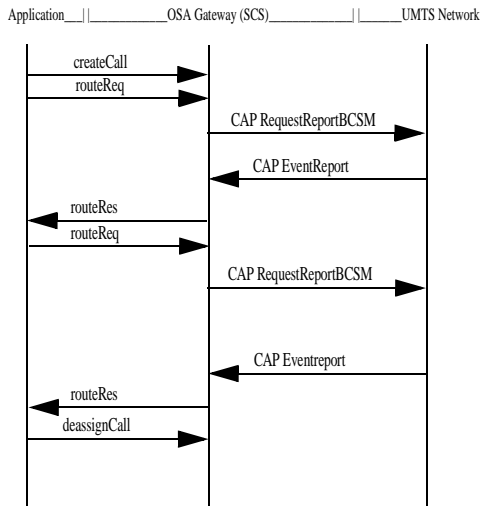 Application___| |____________OSA Gateway (SCS)_____________| |______UMTS Network
createCall
routeReq
CAP RequestReportBCSM
CAP EventReport
routeRes
routeReq
CAP RequestReportBCSM
CAP Eventreport
routeRes
deassignCall